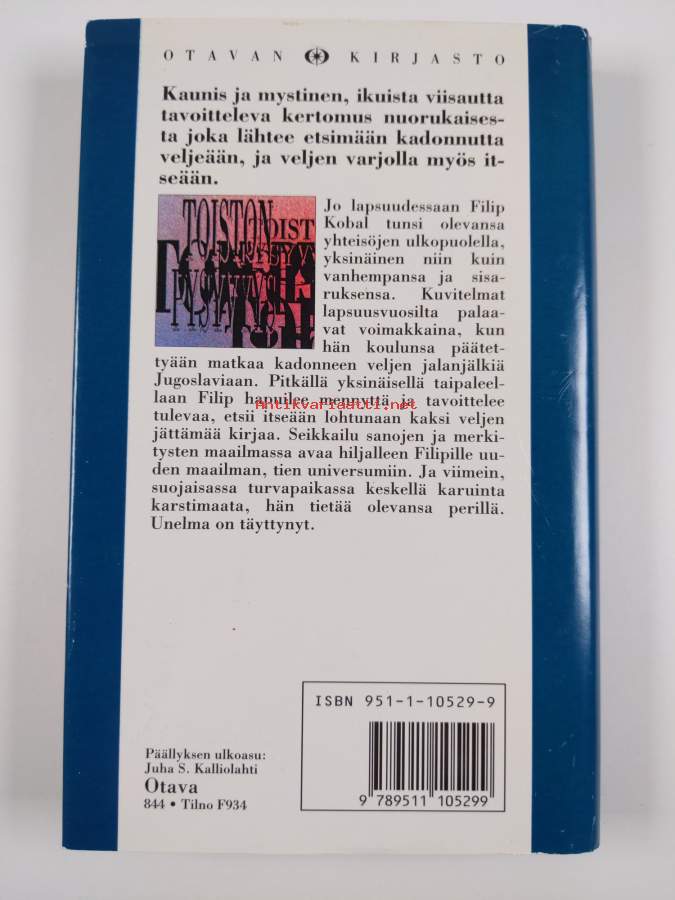 OTAVAN KIRJASTO
Kaunis ja mystinen, ikuista viisautta
tavoitteleva kertomus nuorukaises-
ta joka lähtee etsimään kadonnutta
veljeään, ja veljen varjolla myös it-
seään.
TOISTON
PYSYVYYS
Jo lapsuudessaan Filip
Kobal tunsi olevansa
yhteisöjen ulkopuolella,
yksinäinen niin kuin
vanhempansa ja sisa-
ruksensa. Kuvitelmat
lapsuusvuosilta palaa-
vat voimakkaina, kun
hän koulunsa päätet-
tyään matkaa kadonneen veljen jalanjälkiä
Jugoslaviaan. Pitkällä yksinäisellä taipaleel-
laan Filip hapuilee mennyttä ja tavoittelee
Antikvariaatti.net
tulevaa, etsii itseään lohtunaan kaksi veljen
jättämää kirjaa. Seikkailu sanojen ja merki-
tysten maailmassa avaa hiljalleen Filipille uu-
den maailman, tien universumiin. Ja viimein,
suojaisassa turvapaikassa keskellä karuinta
karstimaata, hän tietää olevansa perillä.
Unelma on täyttynyt.
ISBN 951-1-10529-9
9 789511 105299
Päällyksen ulkoasu:
Juha S. Kalliolahti
Otava
844 • Tilno F934